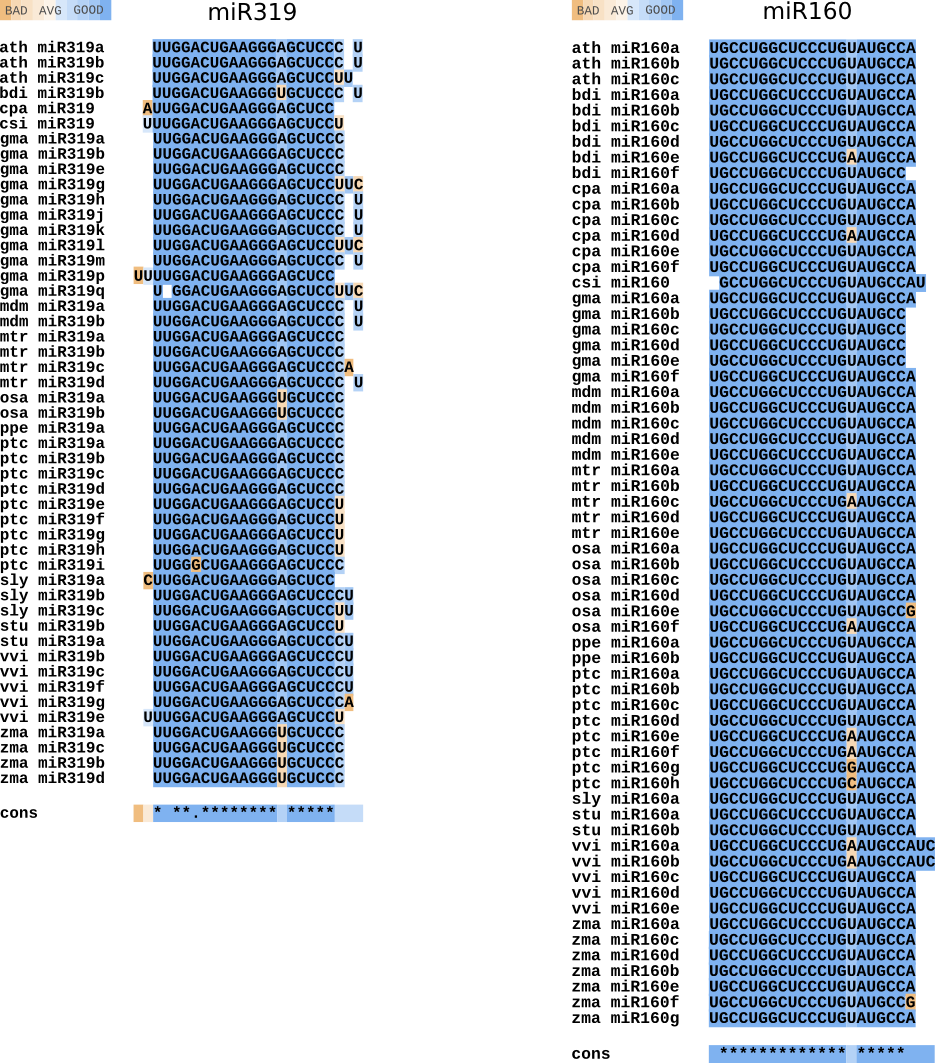 BAD AVG GOOD
miR319
ath miR319a UUGGACUGAAGGGAGCUCCC U
ath miR319b UUGGACUGAAGGGAGCUCCC U
ath miR319c UUGGACUGAAGGGAGCUCCUU
bdi miR319b UUGGACUGAAGGGUGCUCCC U
cpa miR319 AUUGGACUGAAGGGAGCUCC
csi miR319 UUUGGACUGAAGGGAGCUCCU
gma miR319a UUGGACUGAAGGGAGCUCCC
gma miR319b UUGGACUGAAGGGAGCUCCC
gma miR319e UUGGACUGAAGGGAGCUCCC
gma miR319g UUGGACUGAAGGGAGCUCCUUC
gma miR319h UUGGACUGAAGGGAGCUCCC U
gma miR319j UUGGACUGAAGGGAGCUCCC U
gma miR319k UUGGACUGAAGGGAGCUCCC U
gma miR319l UUGGACUGAAGGGAGCUCCUUC
gma miR319m UUGGACUGAAGGGAGCUCCC U
gma miR319p UUUUGGACUGAAGGGAGCUCC
gma miR319q U GGACUGAAGGGAGCUCCUUC
mdm miR319a UUGGACUGAAGGGAGCUCCC U
mdm miR319b UUGGACUGAAGGGAGCUCCC U
mtr miR319a UUGGACUGAAGGGAGCUCCC
mtr miR319b UUGGACUGAAGGGAGCUCCC
mtr miR319c UUGGACUGAAGGGAGCUCCCA
mtr miR319d UUGGACUGAAGGGAGCUCCC U
osa miR319a UUGGACUGAAGGGUGCUCCC
osa miR319b UUGGACUGAAGGGUGCUCCC
ppe miR319a UUGGACUGAAGGGAGCUCCC
ptc miR319a UUGGACUGAAGGGAGCUCCC
ptc miR319b UUGGACUGAAGGGAGCUCCC
ptc miR319c UUGGACUGAAGGGAGCUCCC
ptc miR319d UUGGACUGAAGGGAGCUCCC
ptc miR319e UUGGACUGAAGGGAGCUCCU
ptc miR319f UUGGACUGAAGGGAGCUCCU
ptc miR319g UUGGACUGAAGGGAGCUCCU
ptc miR319h UUGGACUGAAGGGAGCUCCU
ptc miR319i UUGGGCUGAAGGGAGCUCCC
sly miR319a CUUGGACUGAAGGGAGCUCC
sly miR319b UUGGACUGAAGGGAGCUCCCU
sly miR319c UUGGACUGAAGGGAGCUCCUU
stu miR319b UUGGACUGAAGGGAGCUCCU
stu miR319a UUGGACUGAAGGGAGCUCCCU
vvi miR319b UUGGACUGAAGGGAGCUCCCU
vvi miR319c UUGGACUGAAGGGAGCUCCCU
vvi miR319f UUGGACUGAAGGGAGCUCCCU
vvi miR319g UUGGACUGAAGGGAGCUCCCA
vvi miR319e UUUGGACUGAAGGGAGCUCCU
zma miR319a UUGGACUGAAGGGUGCUCCC
zma miR319c UUGGACUGAAGGGUGCUCCC
zma miR319b UUGGACUGAAGGGUGCUCCC
zma miR319d UUGGACUGAAGGGUGCUCCC
cons * **.******** *****
BAD AVG GOOD
miR160
ath miR160a UGCCUGGCUCCCUGUAUGCCA
ath miR160b UGCCUGGCUCCCUGUAUGCCA
ath miR160c UGCCUGGCUCCCUGUAUGCCA
bdi miR160a UGCCUGGCUCCCUGUAUGCCA
bdi miR160b UGCCUGGCUCCCUGUAUGCCA
bdi miR160c UGCCUGGCUCCCUGUAUGCCA
bdi miR160d UGCCUGGCUCCCUGUAUGCCA
bdi miR160e UGCCUGGCUCCCUGAAUGCCA
bdi miR160f UGCCUGGCUCCCUGUAUGCC
cpa miR160a UGCCUGGCUCCCUGUAUGCCA
cpa miR160b UGCCUGGCUCCCUGUAUGCCA
cpa miR160c UGCCUGGCUCCCUGUAUGCCA
cpa miR160d UGCCUGGCUCCCUGAAUGCCA
cpa miR160e UGCCUGGCUCCCUGUAUGCCA
cpa miR160f UGCCUGGCUCCCUGUAUGCCA
csi miR160 GCCUGGCUCCCUGUAUGCCAU
gma miR160a UGCCUGGCUCCCUGUAUGCCA
gma miR160b UGCCUGGCUCCCUGUAUGCC
gma miR160c UGCCUGGCUCCCUGUAUGCC
gma miR160d UGCCUGGCUCCCUGUAUGCC
gma miR160e UGCCUGGCUCCCUGUAUGCC
gma miR160f UGCCUGGCUCCCUGUAUGCCA
mdm miR160a UGCCUGGCUCCCUGUAUGCCA
mdm miR160b UGCCUGGCUCCCUGUAUGCCA
mdm miR160c UGCCUGGCUCCCUGUAUGCCA
mdm miR160d UGCCUGGCUCCCUGUAUGCCA
mdm miR160e UGCCUGGCUCCCUGUAUGCCA
mtr miR160a UGCCUGGCUCCCUGUAUGCCA
mtr miR160b UGCCUGGCUCCCUGUAUGCCA
mtr miR160c UGCCUGGCUCCCUGAAUGCCA
mtr miR160d UGCCUGGCUCCCUGUAUGCCA
mtr miR160e UGCCUGGCUCCCUGUAUGCCA
osa miR160a UGCCUGGCUCCCUGUAUGCCA
osa miR160b UGCCUGGCUCCCUGUAUGCCA
osa miR160c UGCCUGGCUCCCUGUAUGCCA
osa miR160d UGCCUGGCUCCCUGUAUGCCA
osa miR160e UGCCUGGCUCCCUGUAUGCCG
osa miR160f UGCCUGGCUCCCUGAAUGCCA
ppe miR160a UGCCUGGCUCCCUGUAUGCCA
ppe miR160b UGCCUGGCUCCCUGUAUGCCA
ptc miR160a UGCCUGGCUCCCUGUAUGCCA
ptc miR160b UGCCUGGCUCCCUGUAUGCCA
ptc miR160c UGCCUGGCUCCCUGUAUGCCA
ptc miR160d UGCCUGGCUCCCUGUAUGCCA
ptc miR160e UGCCUGGCUCCCUGAAUGCCA
ptc miR160f UGCCUGGCUCCCUGAAUGCCA
ptc miR160g UGCCUGGCUCCCUGGAUGCCA
ptc miR160h UGCCUGGCUCCCUGCAUGCCA
sly miR160a UGCCUGGCUCCCUGUAUGCCA
stu miR160a UGCCUGGCUCCCUGUAUGCCA
stu miR160b UGCCUGGCUCCCUGUAUGCCA
vvi miR160a UGCCUGGCUCCCUGAAUGCCAUC
vvi miR160b UGCCUGGCUCCCUGAAUGCCAUC
vvi miR160c UGCCUGGCUCCCUGUAUGCCA
vvi miR160d UGCCUGGCUCCCUGUAUGCCA
vvi miR160e UGCCUGGCUCCCUGUAUGCCA
zma miR160a UGCCUGGCUCCCUGUAUGCCA
zma miR160c UGCCUGGCUCCCUGUAUGCCA
zma miR160d UGCCUGGCUCCCUGUAUGCCA
zma miR160b UGCCUGGCUCCCUGUAUGCCA
zma miR160e UGCCUGGCUCCCUGUAUGCCA
zma miR160f UGCCUGGCUCCCUGUAUGCCG
zma miR160g UGCCUGGCUCCCUGUAUGCCA
cons ************* *****